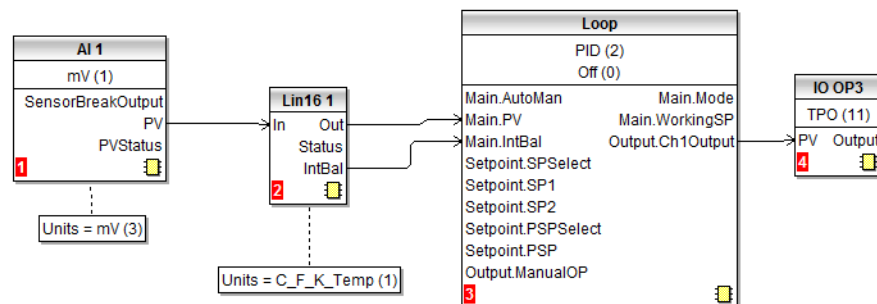 AI 1
mV (1)
SensorBreakOutput
PV
PVStatus
1
Units = mV (3)
Lin16 1
In Out
Status
IntBal
2
Units = C_F_K_Temp (1)
Loop
PID (2)
Off (0)
Main.AutoMan Main.Mode
Main.PV Main.WorkingSP
Main.IntBal Output.Ch1Output
Setpoint.SPSelect
Setpoint.SP1
Setpoint.SP2
Setpoint.PSPSelect
Setpoint.PSP
Output.ManualOP
3
IO OP3
TPO (11)
PV Output
4